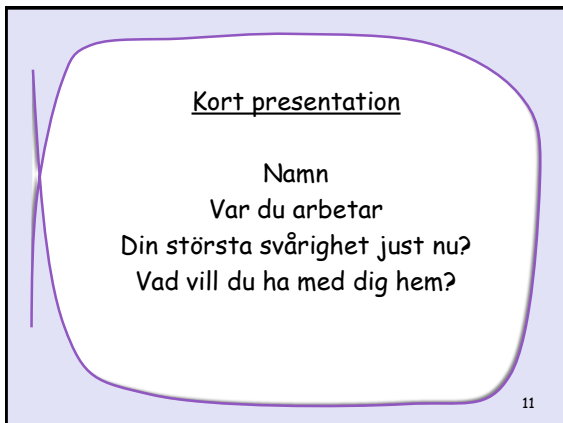 Kort presentation
Namn
Var du arbetar
Din största svårighet just nu?
Vad vill du ha med dig hem?
11